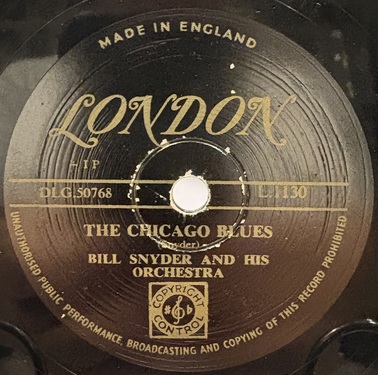 MADE IN ENGLAND
LONDON
1P
DLG.50768 L.1130
THE CHICAGO BLUES
(Snyder)
BILL SNYDER AND HIS
ORCHESTRA
COPYRIGHT
CONTROL
UNAUTHORISED PUBLIC PERFORMANCE, BROADCASTING AND COPYING OF THIS RECORD PROHIBITED